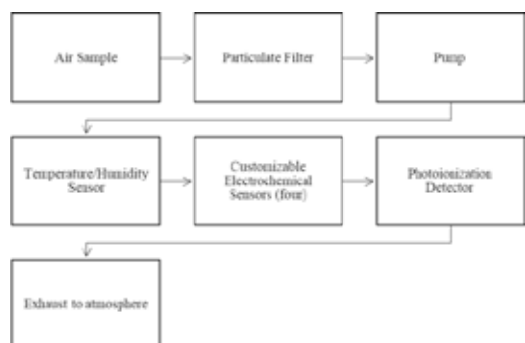 Air Sample
Particulate Filter
Pump
Temperature/Humidity
Sensor
Customizable
Electrochemical
Sensors (four)
Photoionization
Detector
Exhaust to atmosphere